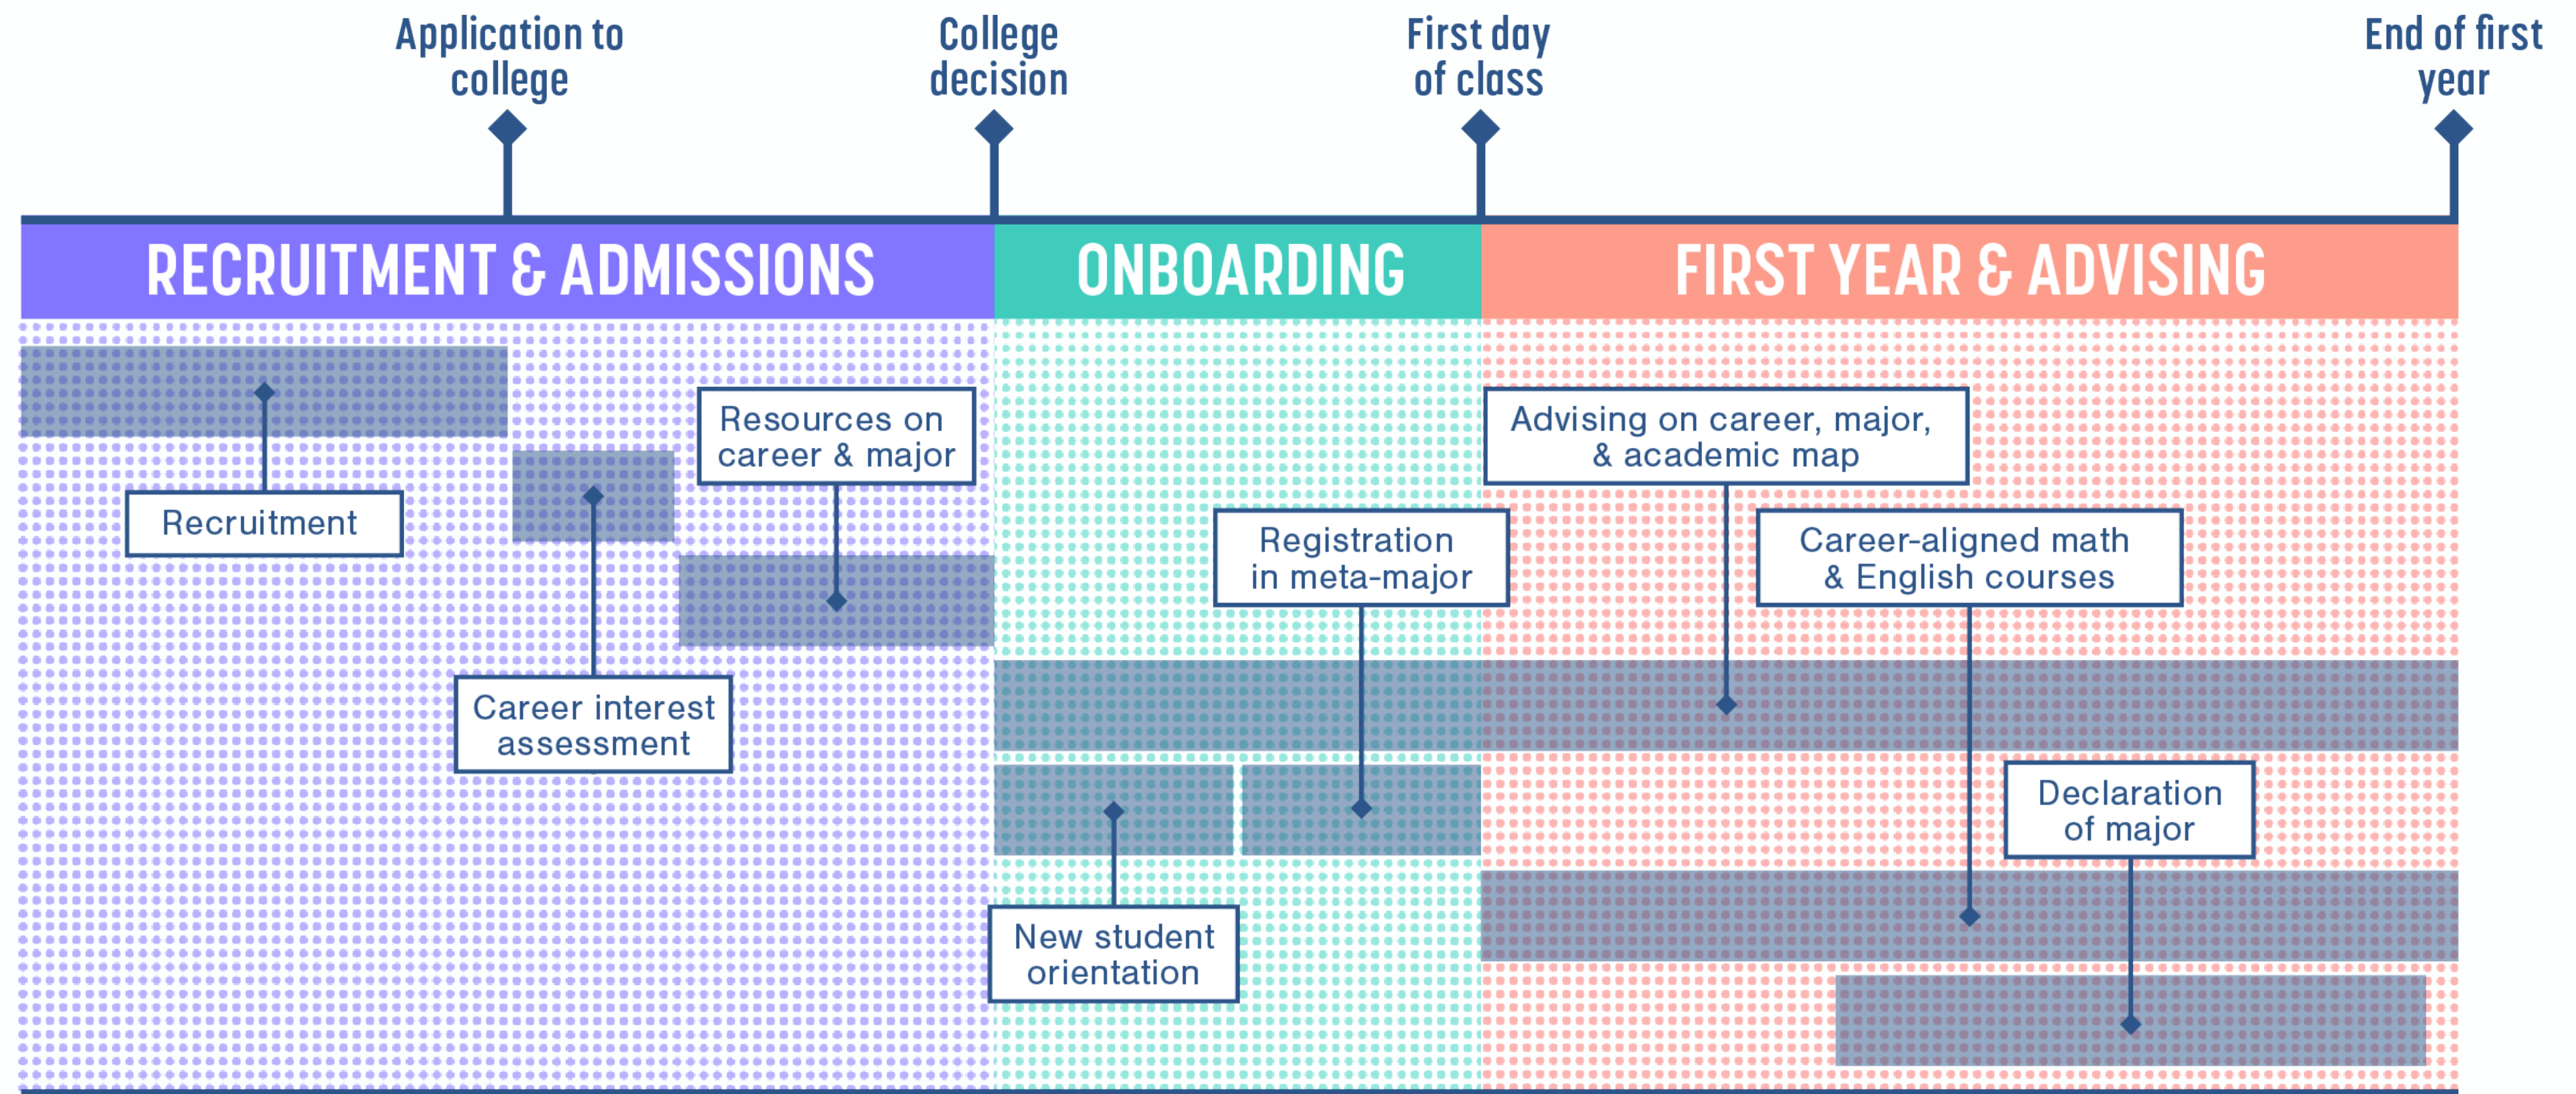 Application to
college
College
decision
First day
of class
End of first
year
RECRUITMENT & ADMISSIONS
ONBOARDING
FIRST YEAR & ADVISING
Recruitment
Career interest
assessment
Resources on
career & major
New student
orientation
Registration
in meta-major
Advising on career, major,
& academic map
Career-aligned math
& English courses
Declaration
of major